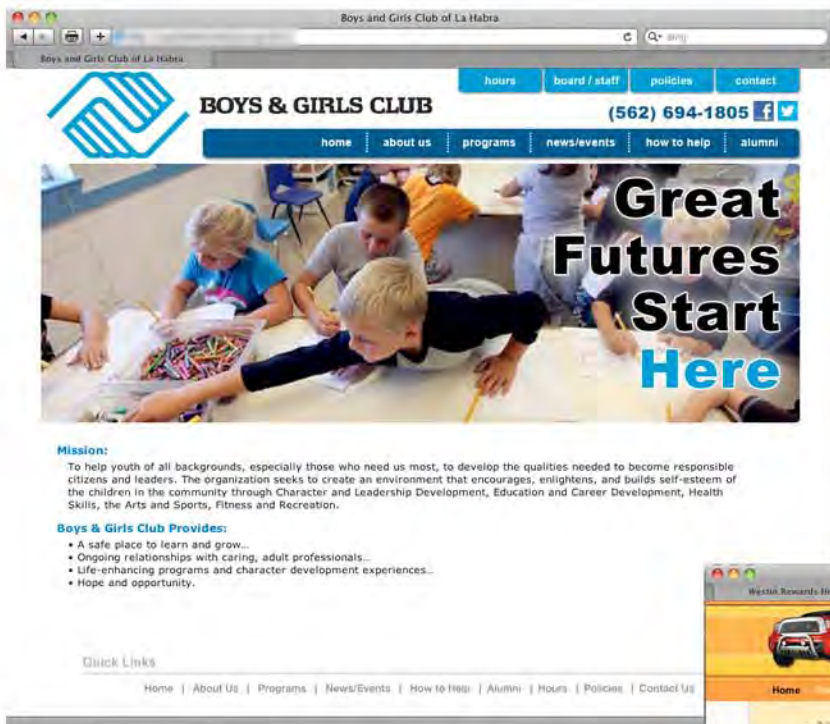 Boys and Girls Club of La Habra
Boys and Girls Club of La Habra
hours board / staff policies contact
BOYS & GIRLS CLUB
(562) 694-1805
home about us programs news/events how to help alumni
Great
Futures
Start
Here
Mission:
To help youth of all backgrounds, especially those who need us most, to develop the qualities needed to become responsible
citizens and leaders. The organization seeks to create an environment that encourages, enlightens, and builds self-esteem of
the children in the community through Character and Leadership Development, Education and Career Development, Health
Skills, the Arts and Sports, Fitness and Recreation.
Boys & Girls Club Provides:
• A safe place to learn and grow...
• Ongoing relationships with caring, adult professionals...
• Life-enhancing programs and character development experiences...
• Hope and opportunity.
Westin Rewards
Quick Links
Home | About Us | Programs | News/Events | How to Help | Alumni | Hours | Policies | Contact Us
Home